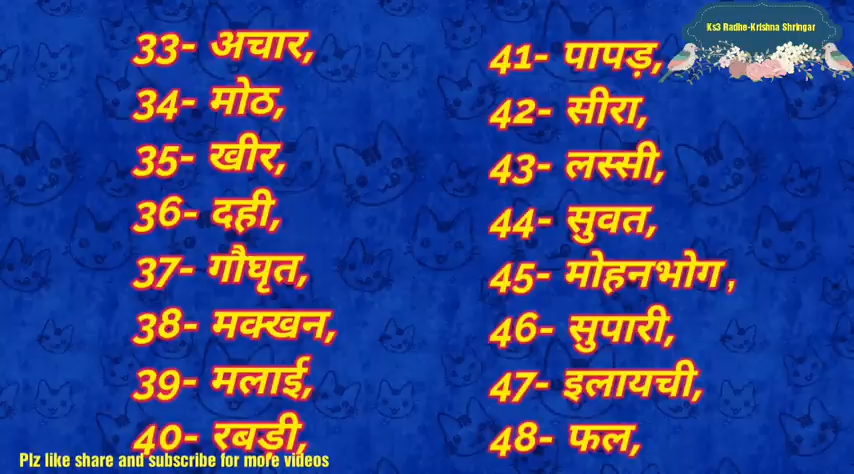 33- अचार,
34- मोठ,
35- खीर,
36- दही,
37- गौघृत,
38- मक्खन,
39- मलाई,
40- रबड़ी,
41- पापड़,
42- सीरा,
43- लस्सी,
44- सुवत,
45- मोहनभोग ,
46- सुपारी,
47- इलायची,
48- फल,
Ks3 Radhe-Krishna Shringar
Plz like share and subscribe for more videos